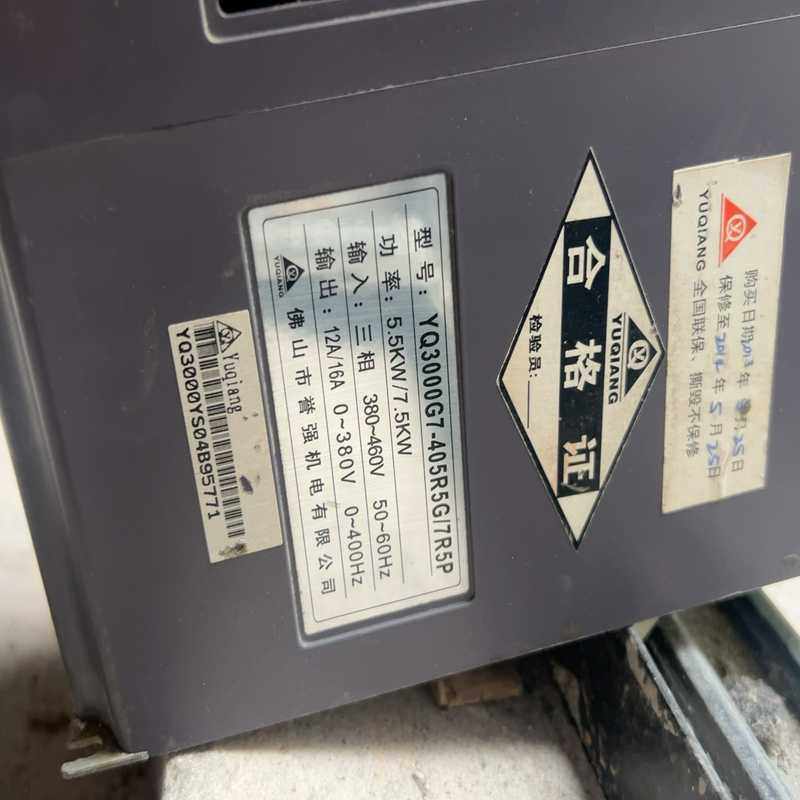 型号: YQ3000G7-405R5G/7R5P
功率: 5.5KW/7.5KW
输入: 三相 380~460V 50~60Hz
输出: 12A/16A 0~380V 0~400Hz
YUQIANG 佛山市誉强机电有限公司
Yuqiang
YQ3000YS04B95771
YUQIANG
合格证
检验员:
购买日期2013年 月25日
保修至2014年5月25日
YUQIANG 全国联保、撕毁不保修